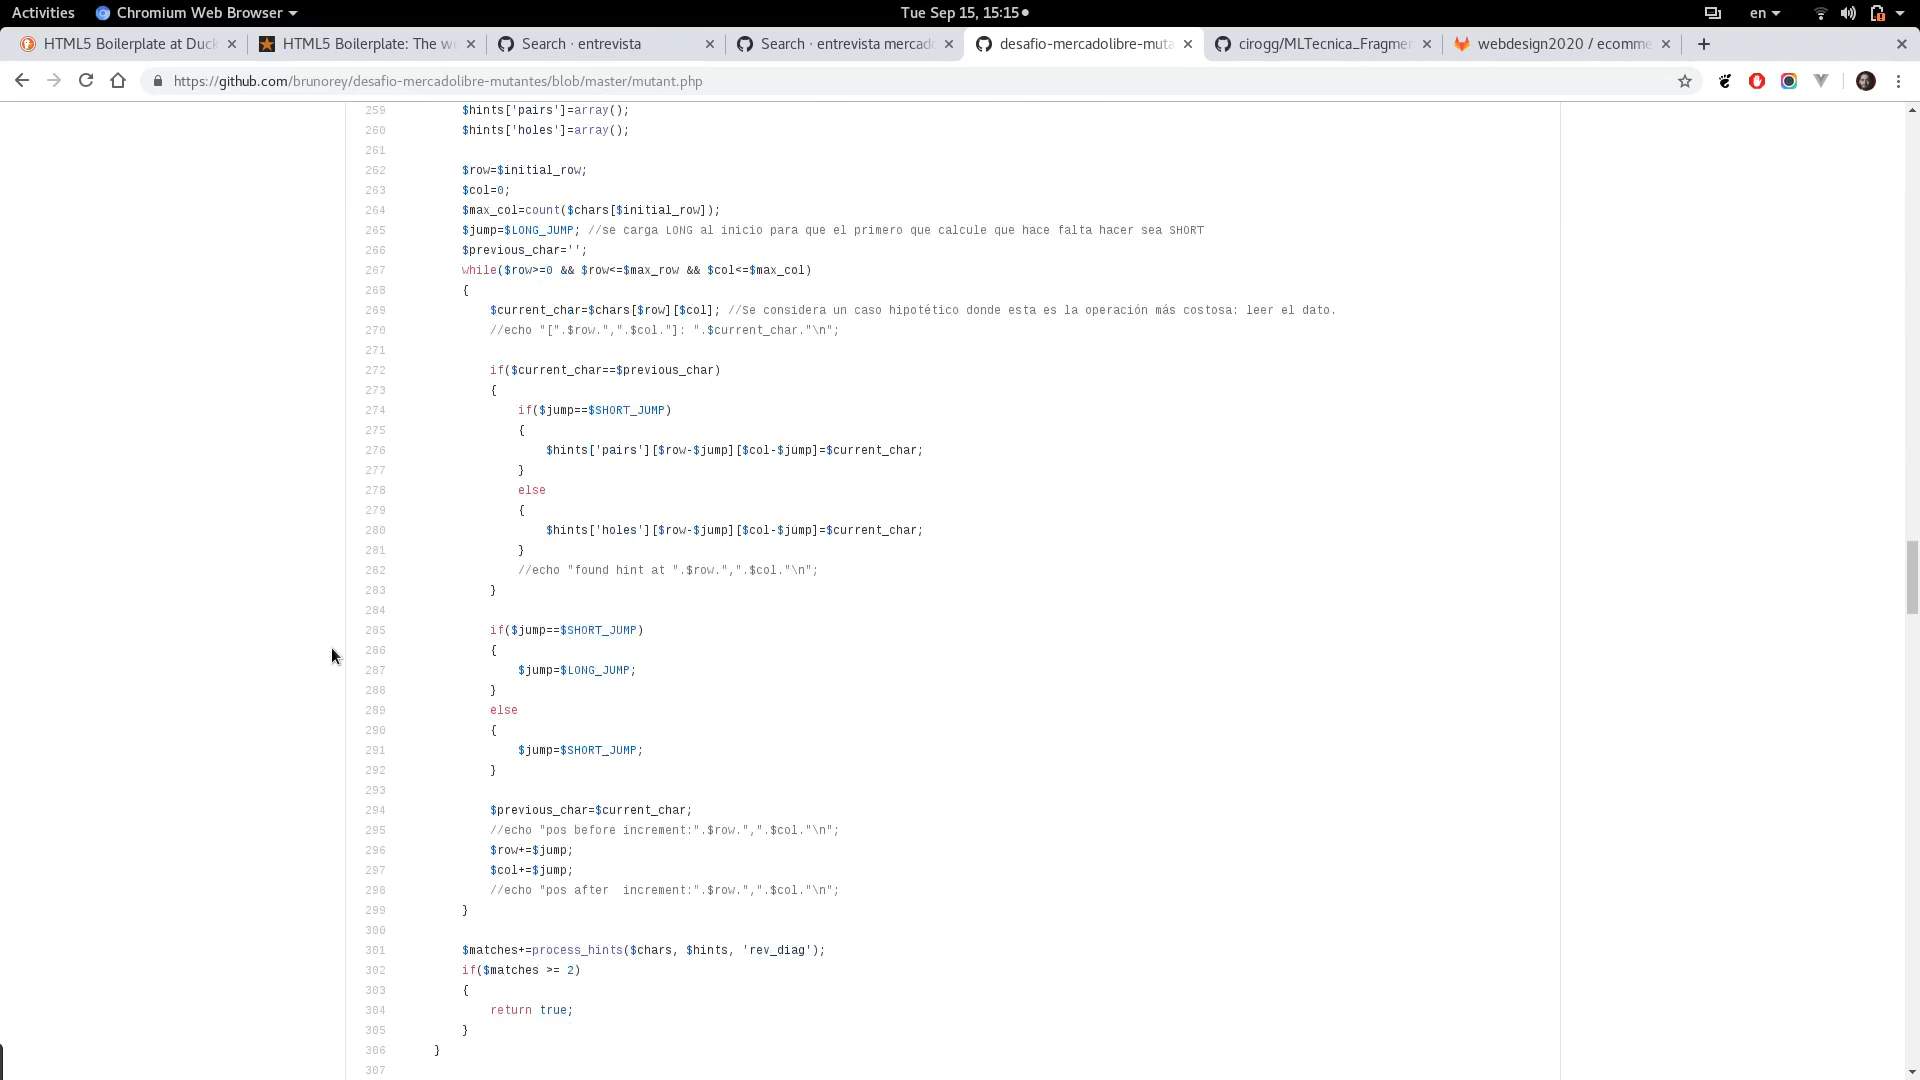 Activities Chromium Web Browser Tue Sep 15, 15:15 en
HTML5 Boilerplate at Duck HTML5 Boilerplate: The we Search · entrevista Search · entrevista mercado desafio-mercadolibre-muta cirogg/MLTecnica_Fragmen webdesign2020 / ecomme
https://github.com/brunorey/desafio-mercadolibre-mutantes/blob/master/mutant.php
259 $hints['pairs']=array();
260 $hints['holes']=array();
261
262 $row=$initial_row;
263 $col=0;
264 $max_col=count($chars[$initial_row]);
265 $jump=$LONG_JUMP; //se carga LONG al inicio para que el primero que calcule que hace falta hacer sea SHORT
266 $previous_char='';
267 while($row>=0 && $row<=$max_row && $col<=$max_col)
268 {
269 $current_char=$chars[$row][$col]; //Se considera un caso hipotético donde esta es la operación más costosa: leer el dato.
270 //echo "[".$row.",".$col."]: ".$current_char."\n";
271
272 if($current_char==$previous_char)
273 {
274 if($jump==$SHORT_JUMP)
275 {
276 $hints['pairs'][$row-$jump][$col-$jump]=$current_char;
277 }
278 else
279 {
280 $hints['holes'][$row-$jump][$col-$jump]=$current_char;
281 }
282 //echo "found hint at ".$row.",".$col."\n";
283 }
284
285 if($jump==$SHORT_JUMP)
286 {
287 $jump=$LONG_JUMP;
288 }
289 else
290 {
291 $jump=$SHORT_JUMP;
292 }
293
294 $previous_char=$current_char;
295 //echo "pos before increment:".$row.",".$col."\n";
296 $row+=$jump;
297 $col+=$jump;
298 //echo "pos after  increment:".$row.",".$col."\n";
299 }
300
301 $matches+=process_hints($chars, $hints, 'rev_diag');
302 if($matches >= 2)
303 {
304 return true;
305 }
306 }
307